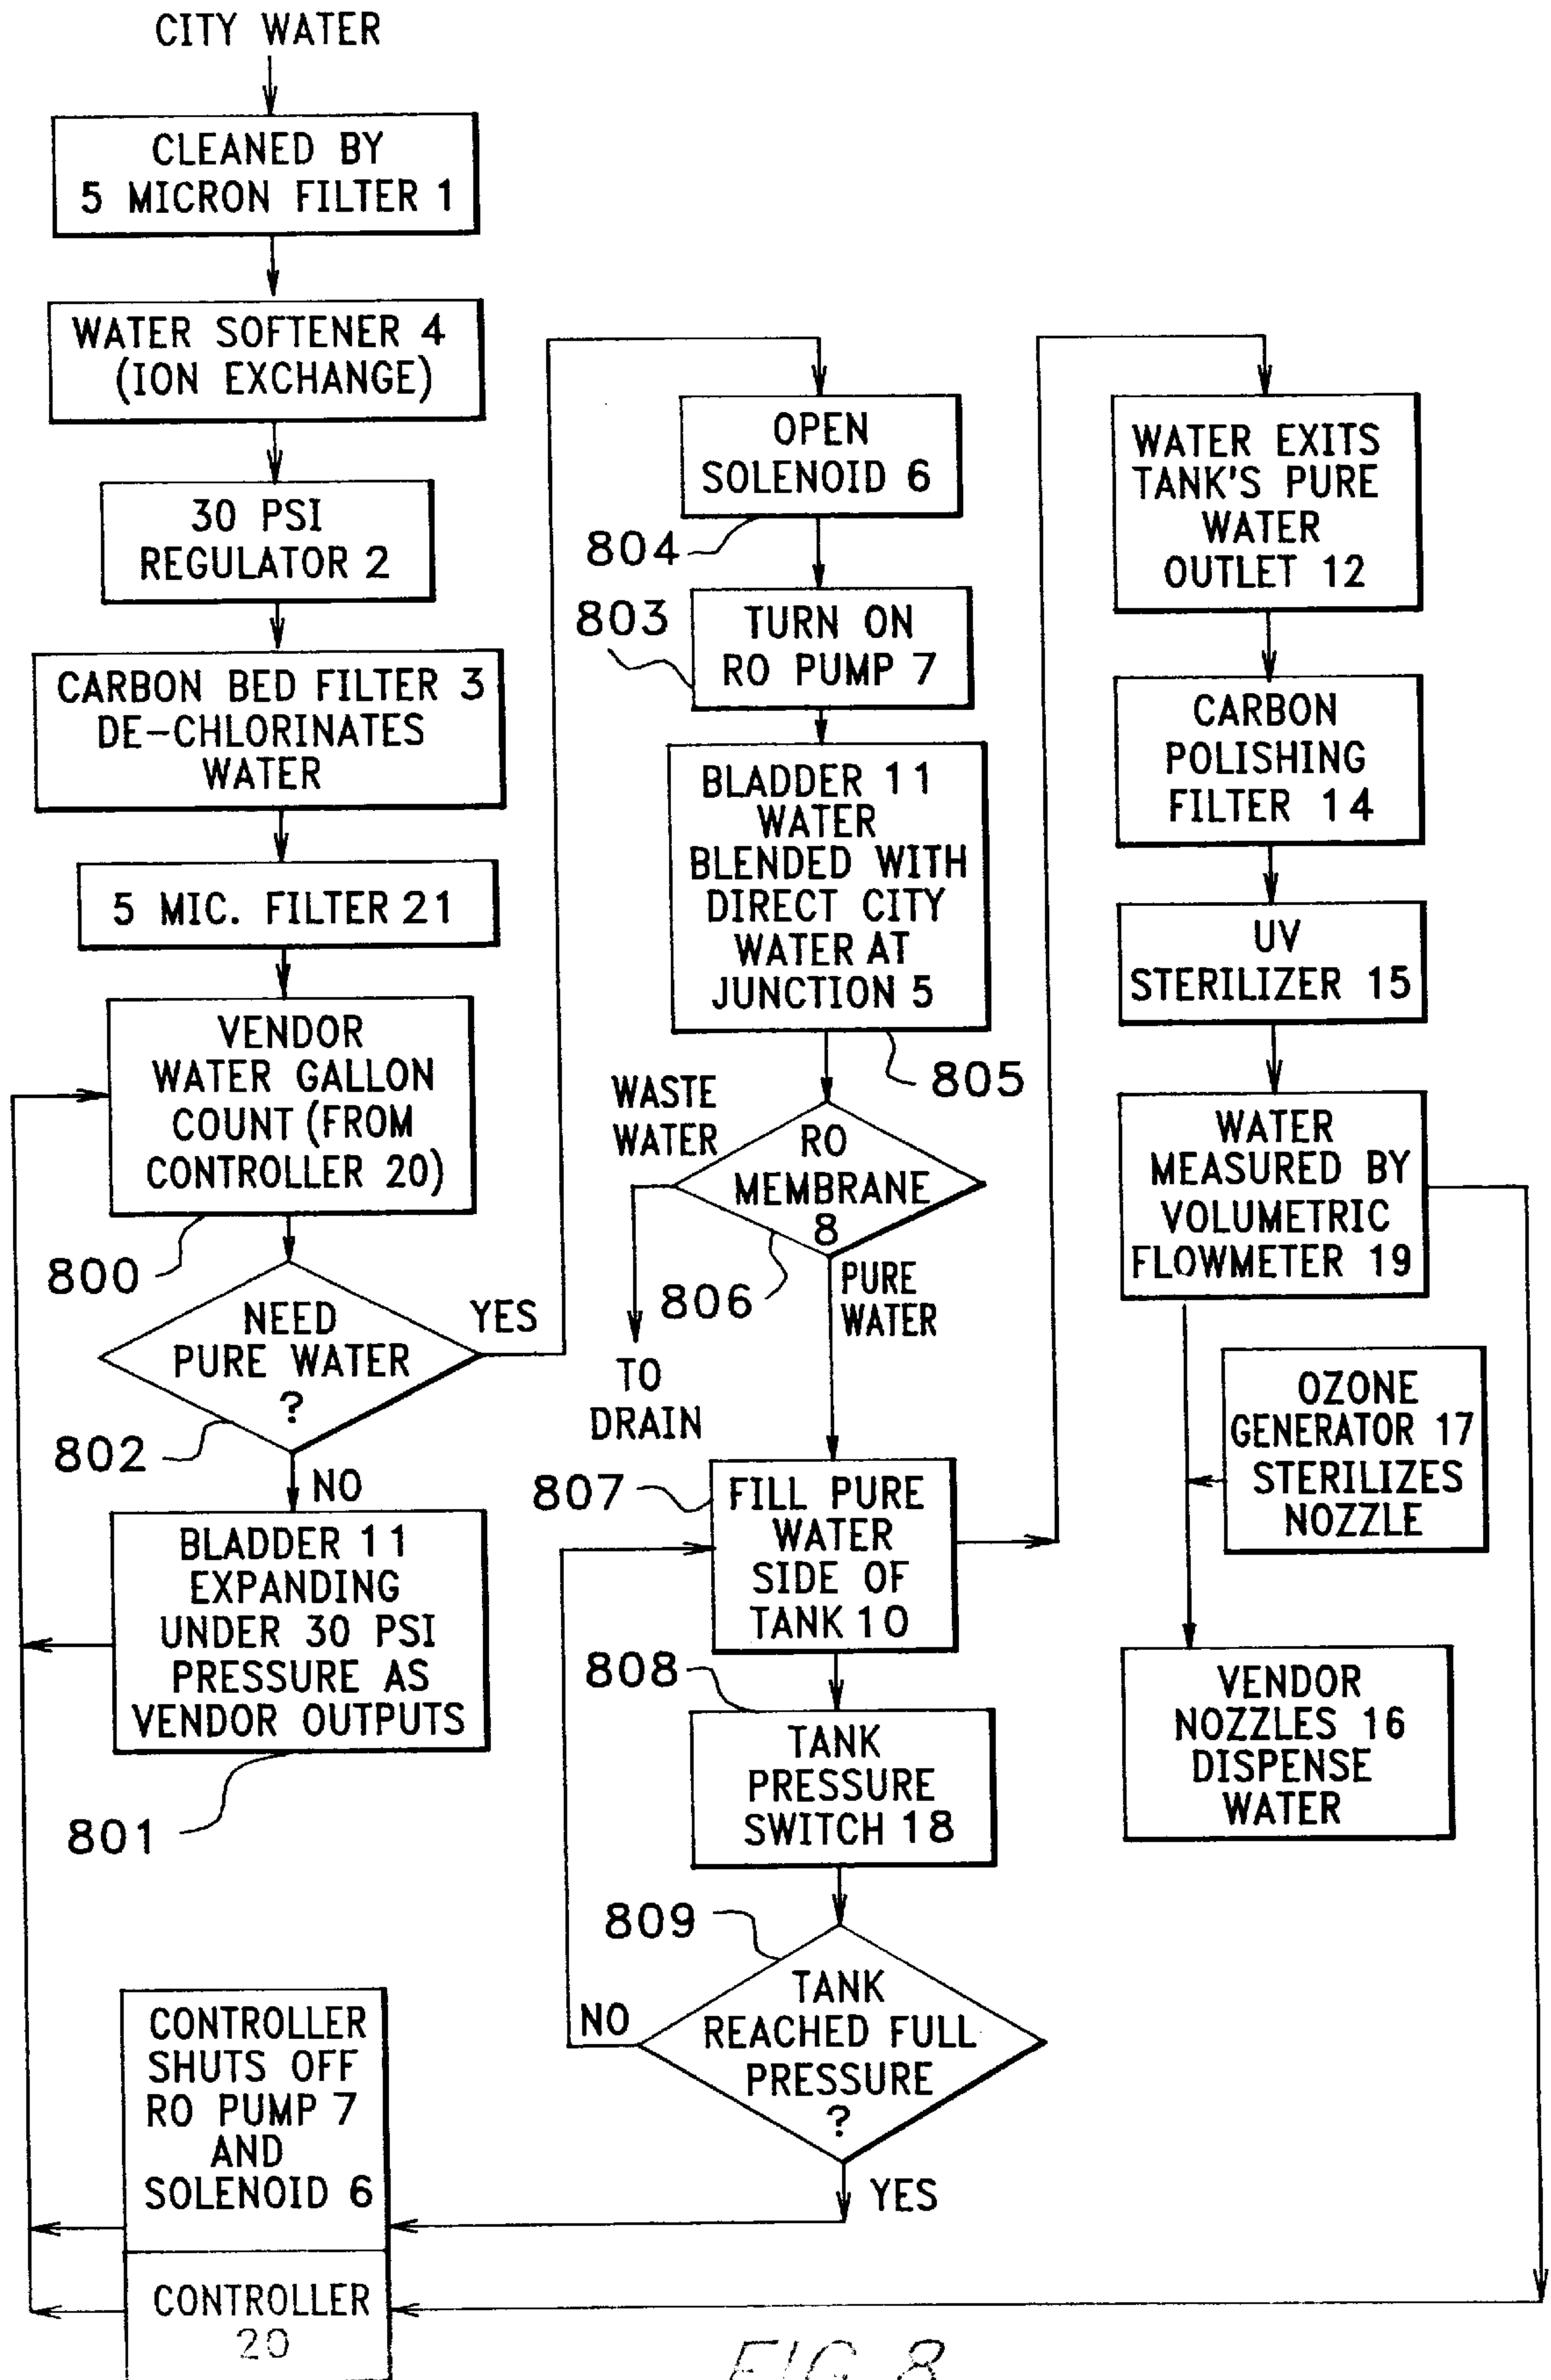 CITY WATER
CLEANED BY
5 MICRON FILTER 1
WATER SOFTENER 4
(ION EXCHANGE)
30 PSI
REGULATOR 2
CARBON BED FILTER 3
DE-CHLORINATES
WATER
5 MIC. FILTER 21
VENDOR
WATER GALLON
COUNT (FROM
CONTROLLER 20)
800
NEED
PURE WATER
?
YES
802
NO
BLADDER 11
EXPANDING
UNDER 30 PSI
PRESSURE AS
VENDOR OUTPUTS
801
CONTROLLER
SHUTS OFF
RO PUMP 7
AND
SOLENOID 6
CONTROLLER
20
OPEN
SOLENOID 6
804
803
TURN ON
RO PUMP 7
BLADDER 11
WATER
BLENDED WITH
DIRECT CITY
WATER AT
JUNCTION 5
805
WASTE
WATER
RO
MEMBRANE
8
806
PURE
WATER
TO
DRAIN
807
FILL PURE
WATER
SIDE OF
TANK 10
808
TANK
PRESSURE
SWITCH 18
809
TANK
REACHED FULL
PRESSURE
?
NO
YES
WATER EXITS
TANK'S PURE
WATER
OUTLET 12
CARBON
POLISHING
FILTER 14
UV
STERILIZER 15
WATER
MEASURED BY
VOLUMETRIC
FLOWMETER 19
OZONE
GENERATOR 17
STERILIZES
NOZZLE
VENDOR
NOZZLES 16
DISPENSE
WATER
FIG. 8